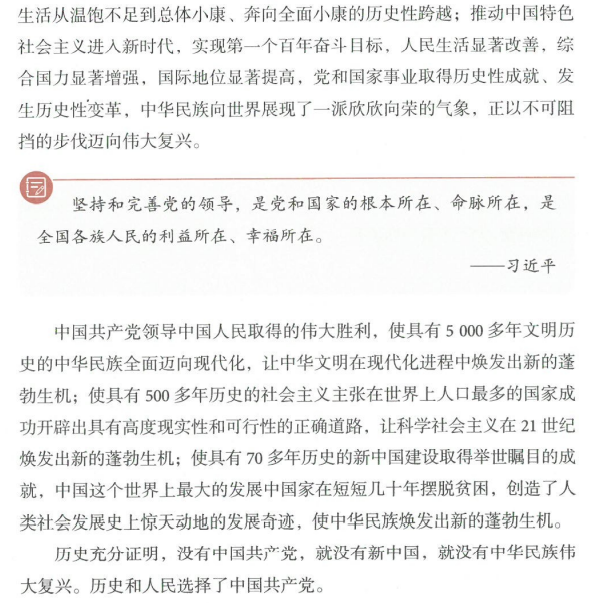 生活从温饱不足到总体小康、奔向全面小康的历史性跨越；推动中国特色
社会主义进入新时代，实现第一个百年奋斗目标，人民生活显著改善，综
合国力显著增强，国际地位显著提高，党和国家事业取得历史性成就、发
生历史性变革，中华民族向世界展现了一派欣欣向荣的气象，正以不可阻
挡的步伐迈向伟大复兴。
坚持和完善党的领导，是党和国家的根本所在、命脉所在，是
全国各族人民的利益所在、幸福所在。
——习近平
中国共产党领导中国人民取得的伟大胜利，使具有 5 000 多年文明历
史的中华民族全面迈向现代化，让中华文明在现代化进程中焕发出新的蓬
勃生机；使具有 500 多年历史的社会主义主张在世界上人口最多的国家成
功开辟出具有高度现实性和可行性的正确道路，让科学社会主义在 21 世纪
焕发出新的蓬勃生机；使具有 70 多年历史的新中国建设取得举世瞩目的成
就，中国这个世界上最大的发展中国家在短短几十年摆脱贫困，创造了人
类社会发展史上惊天动地的发展奇迹，使中华民族焕发出新的蓬勃生机。
历史充分证明，没有中国共产党，就没有新中国，就没有中华民族伟
大复兴。历史和人民选择了中国共产党。